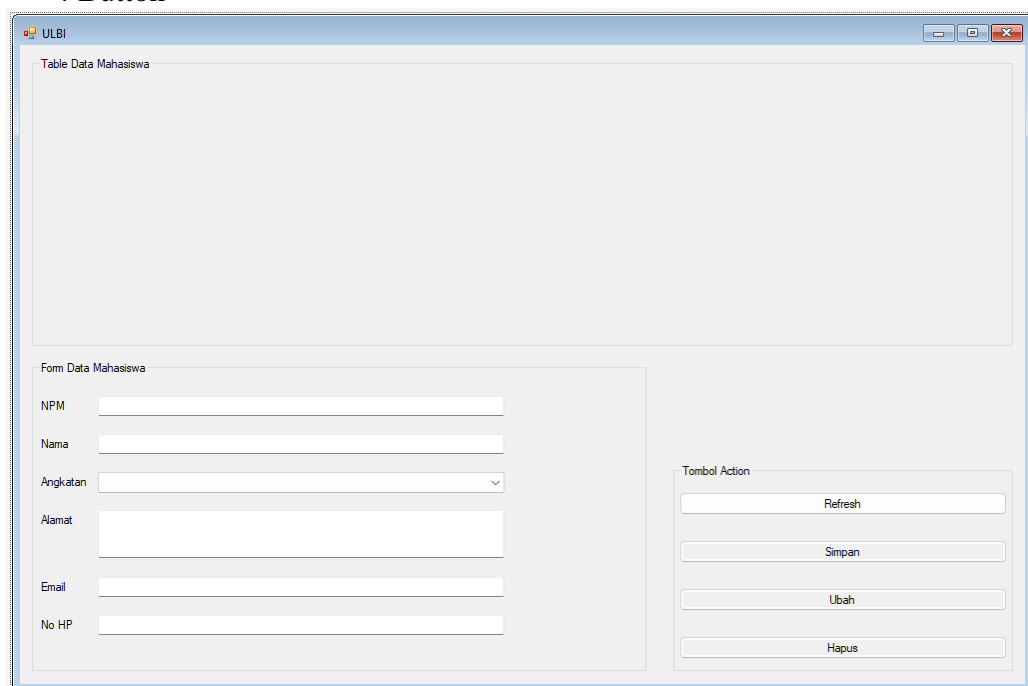 ULBI
Table Data Mahasiswa
Form Data Mahasiswa
NPM
Nama
Angkatan
Alamat
Email
No HP
Tombol Action
Refresh
Simpan
Ubah
Hapus